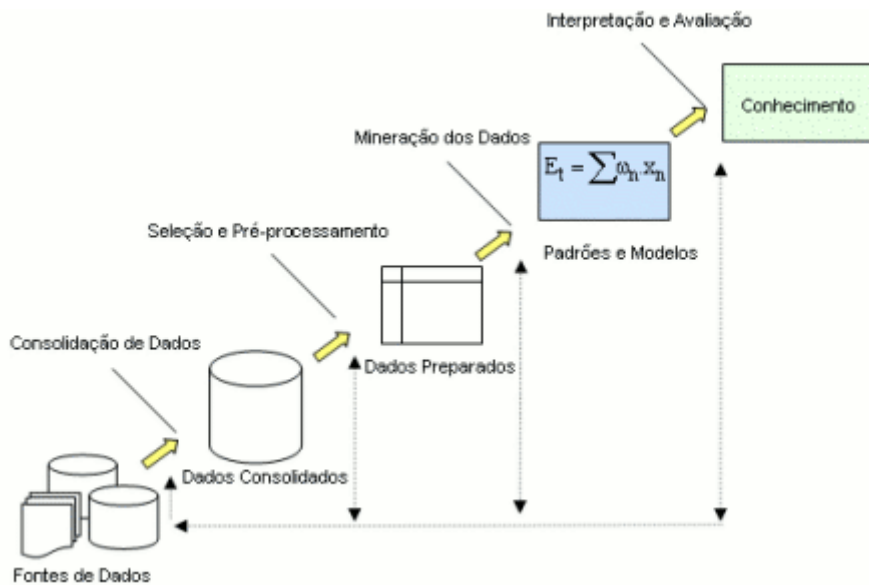 Interpretação e Avaliação
Conhecimento
Mineração dos Dados
E_t = ∑ω_n.x_n
Padrões e Modelos
Seleção e Pré-processamento
Dados Preparados
Consolidação de Dados
Dados Consolidados
Fontes de Dados